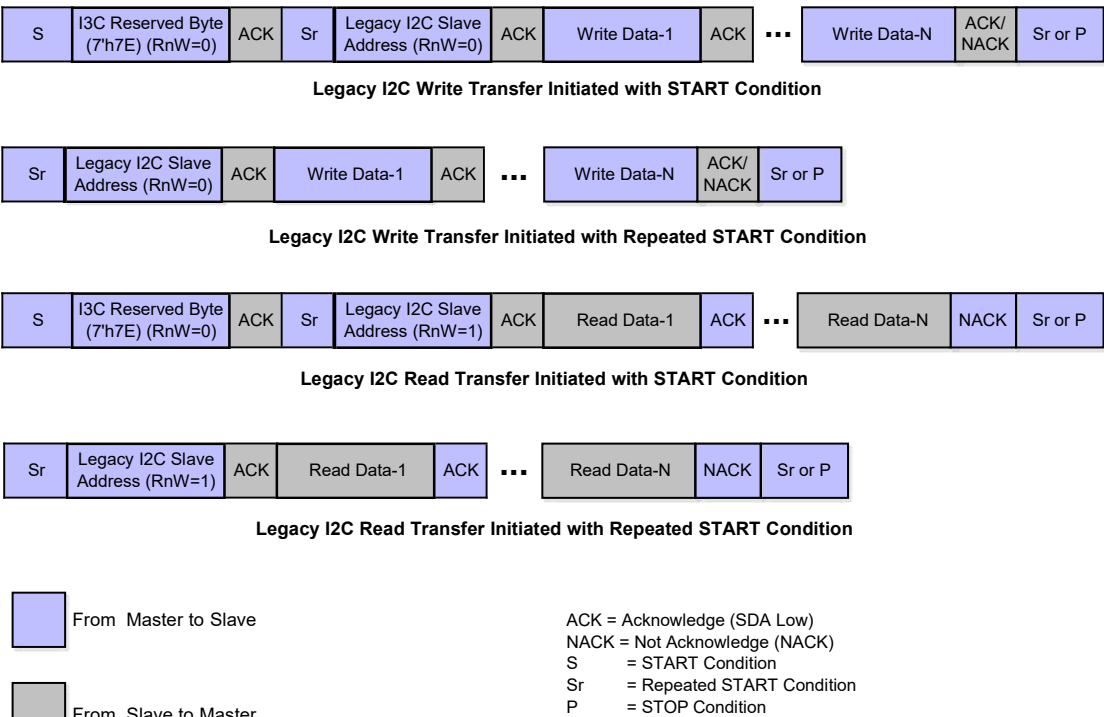 S I3C Reserved Byte (7'h7E) (RnW=0) ACK Sr Legacy I2C Slave Address (RnW=0) ACK Write Data-1 ACK ... Write Data-N ACK/ NACK Sr or P
Legacy I2C Write Transfer Initiated with START Condition
Sr Legacy I2C Slave Address (RnW=0) ACK Write Data-1 ACK ... Write Data-N ACK/ NACK Sr or P
Legacy I2C Write Transfer Initiated with Repeated START Condition
S I3C Reserved Byte (7'h7E) (RnW=0) ACK Sr Legacy I2C Slave Address (RnW=1) ACK Read Data-1 ACK ... Read Data-N NACK Sr or P
Legacy I2C Read Transfer Initiated with START Condition
Sr Legacy I2C Slave Address (RnW=1) ACK Read Data-1 ACK ... Read Data-N NACK Sr or P
Legacy I2C Read Transfer Initiated with Repeated START Condition
From Master to Slave
From Slave to Master
ACK = Acknowledge (SDA Low)
NACK = Not Acknowledge (NACK)
S = START Condition
Sr = Repeated START Condition
P = STOP Condition